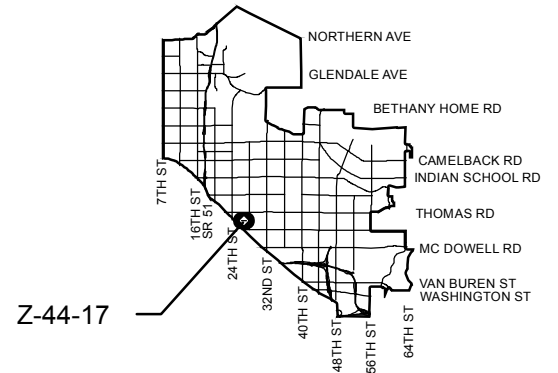 NORTHERN AVE
GLENDALE AVE
BETHANY HOME RD
CAMELBACK RD
INDIAN SCHOOL RD
THOMAS RD
MC DOWELL RD
VAN BUREN ST
WASHINGTON ST
7TH ST
16TH ST
SR 51
24TH ST
32ND ST
40TH ST
48TH ST
56TH ST
64TH ST
Z-44-17